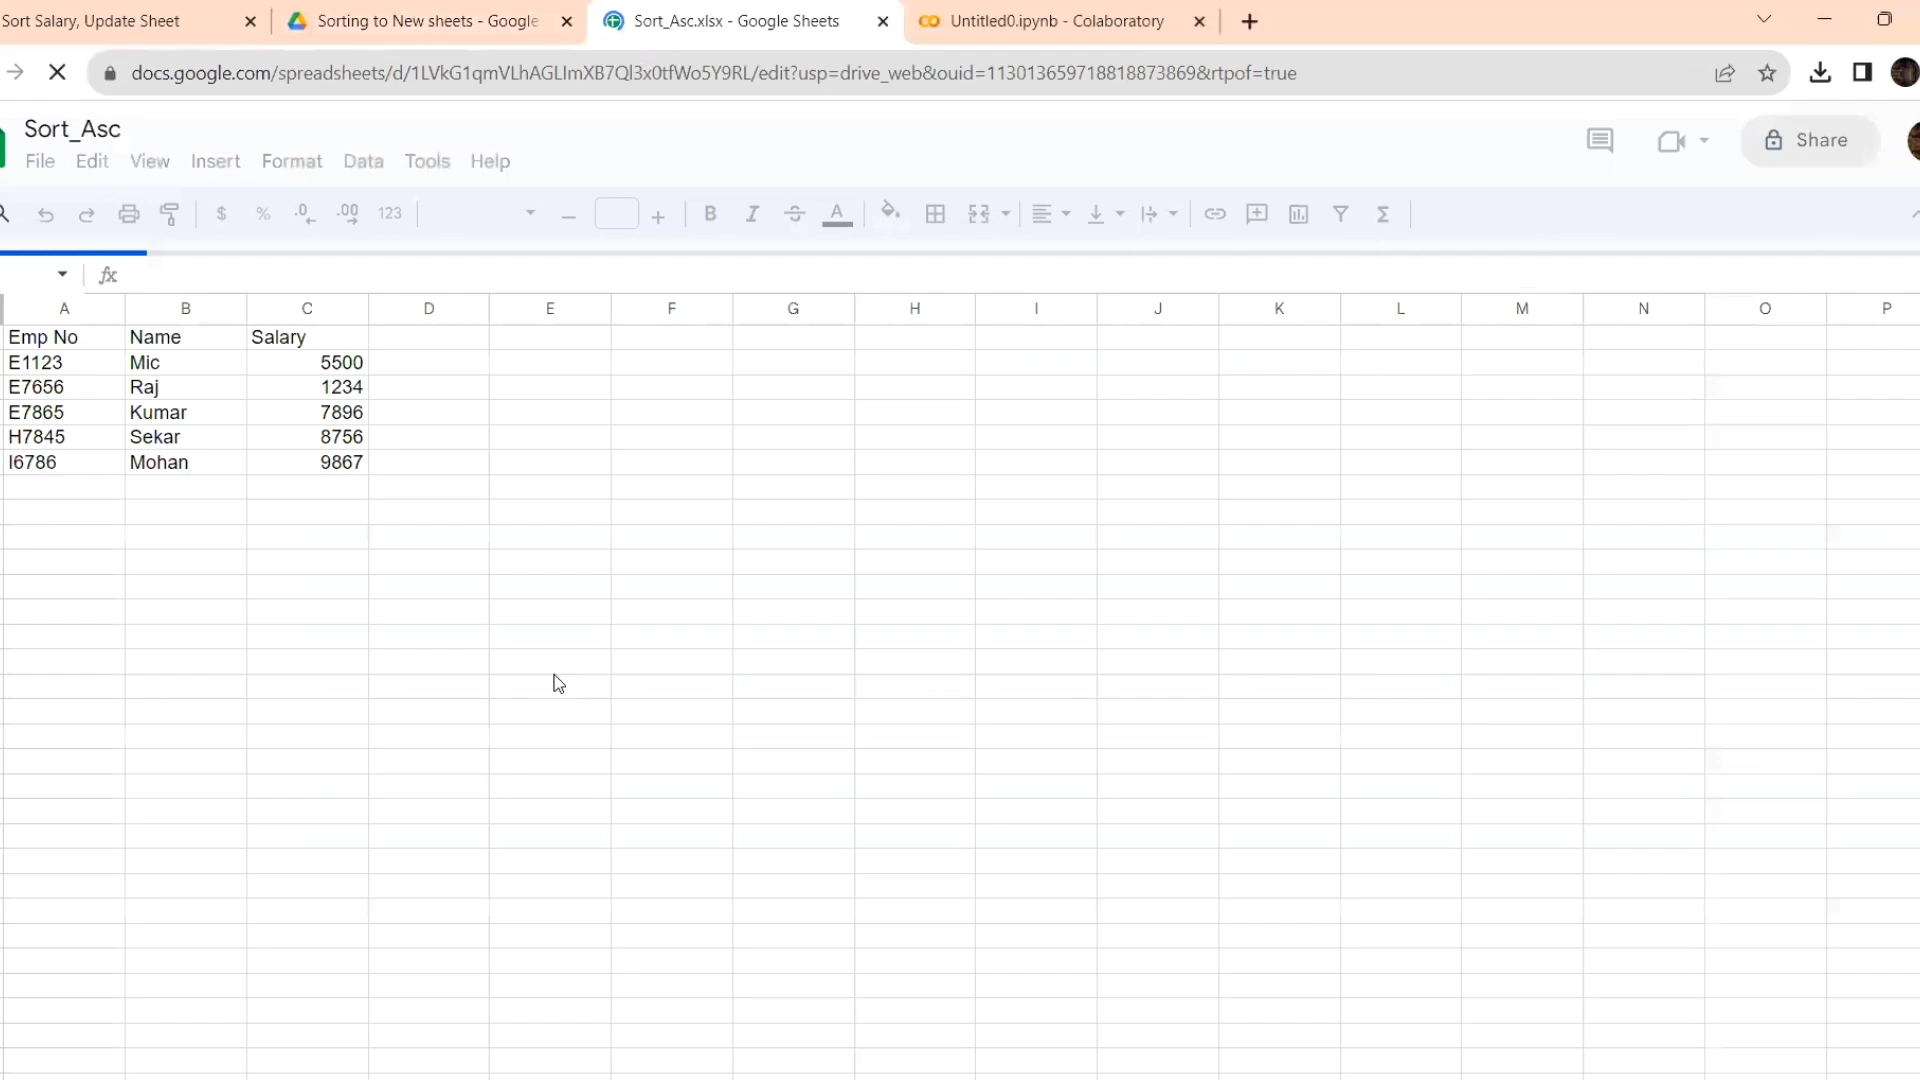 Sort Salary, Update Sheet
Sorting to New sheets - Google
Sort_Asc.xlsx - Google Sheets
Untitled0.ipynb - Colaboratory
docs.google.com/spreadsheets/d/1LVkG1qmVLhAGLImXB7Ql3x0tfWo5Y9RL/edit?usp=drive_web&ouid=113013659718818873869&rtpof=true
Sort_Asc
File Edit View Insert Format Data Tools Help
Share
$ % .0 .00 123 B I A
fx
A B C D E F G H I J K L M N O P
Emp No Name Salary
E1123 Mic 5500
E7656 Raj 1234
E7865 Kumar 7896
H7845 Sekar 8756
I6786 Mohan 9867